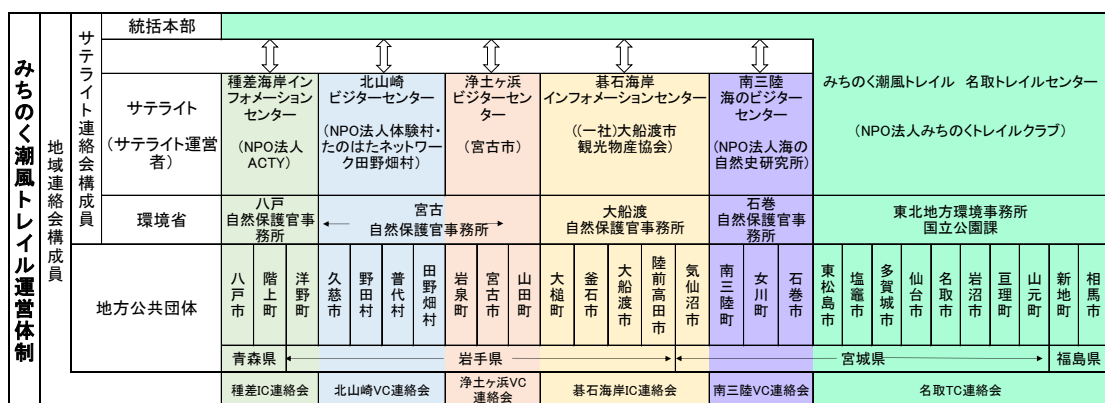 みちのく潮風トレイル運営体制
地域連絡会構成員
サテライト連絡会構成員
統括本部
サテライト
(サテライト運営者)
種差海岸イン
フォメーション
センター
(NPO法人
ACTY)
北山崎
ビジターセンター
(NPO法人体験村・
たのはたネットワー
ク田野畑村)
浄土ヶ浜
ビジターセン
ター
(宮古市)
碁石海岸
インフォメーションセンター
((一社)大船渡市
観光物産協会)
南三陸
海のビジター
センター
(NPO法人海の
自然史研究所)
みちのく潮風トレイル 名取トレイルセンター
(NPO法人みちのくトレイルクラブ)
環境省
八戸
自然保護官事
務所
宮古
自然保護官事務所
大船渡
自然保護官事務所
石巻
自然保護官事
務所
東北地方環境事務所
国立公園課
地方公共団体
八戸市
階上町
洋野町
久慈市
野田村
普代村
田野畑村
岩泉町
宮古市
山田町
大槌町
釜石市
大船渡市
陸前高田市
気仙沼市
南三陸町
女川町
石巻市
東松島市
塩竈市
多賀城市
仙台市
名取市
岩沼市
亘理町
山元町
新地町
相馬市
青森県
岩手県
宮城県
福島県
種差IC連絡会
北山崎VC連絡会
浄土ヶ浜VC
連絡会
碁石海岸IC連絡会
南三陸VC連絡会
名取TC連絡会